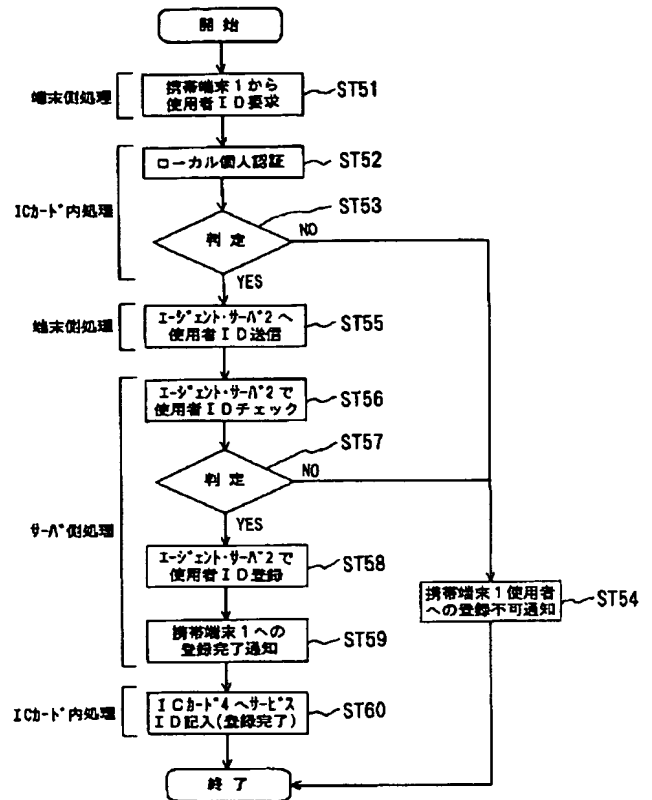 開始
端末側処理
携帯端末1から
使用者ID要求
ST51
ICカード内処理
ローカル個人認証
ST52
判定
ST53
NO
YES
端末側処理
エージェント・サーバ2へ
使用者ID送信
ST55
サーバ側処理
エージェント・サーバ2で
使用者IDチェック
ST56
判定
ST57
NO
YES
エージェント・サーバ2で
使用者ID登録
ST58
携帯端末1使用者
への登録不可通知
ST54
携帯端末1への
登録完了通知
ST59
ICカード内処理
ICカード4へサービス
ID記入(登録完了)
ST60
終了